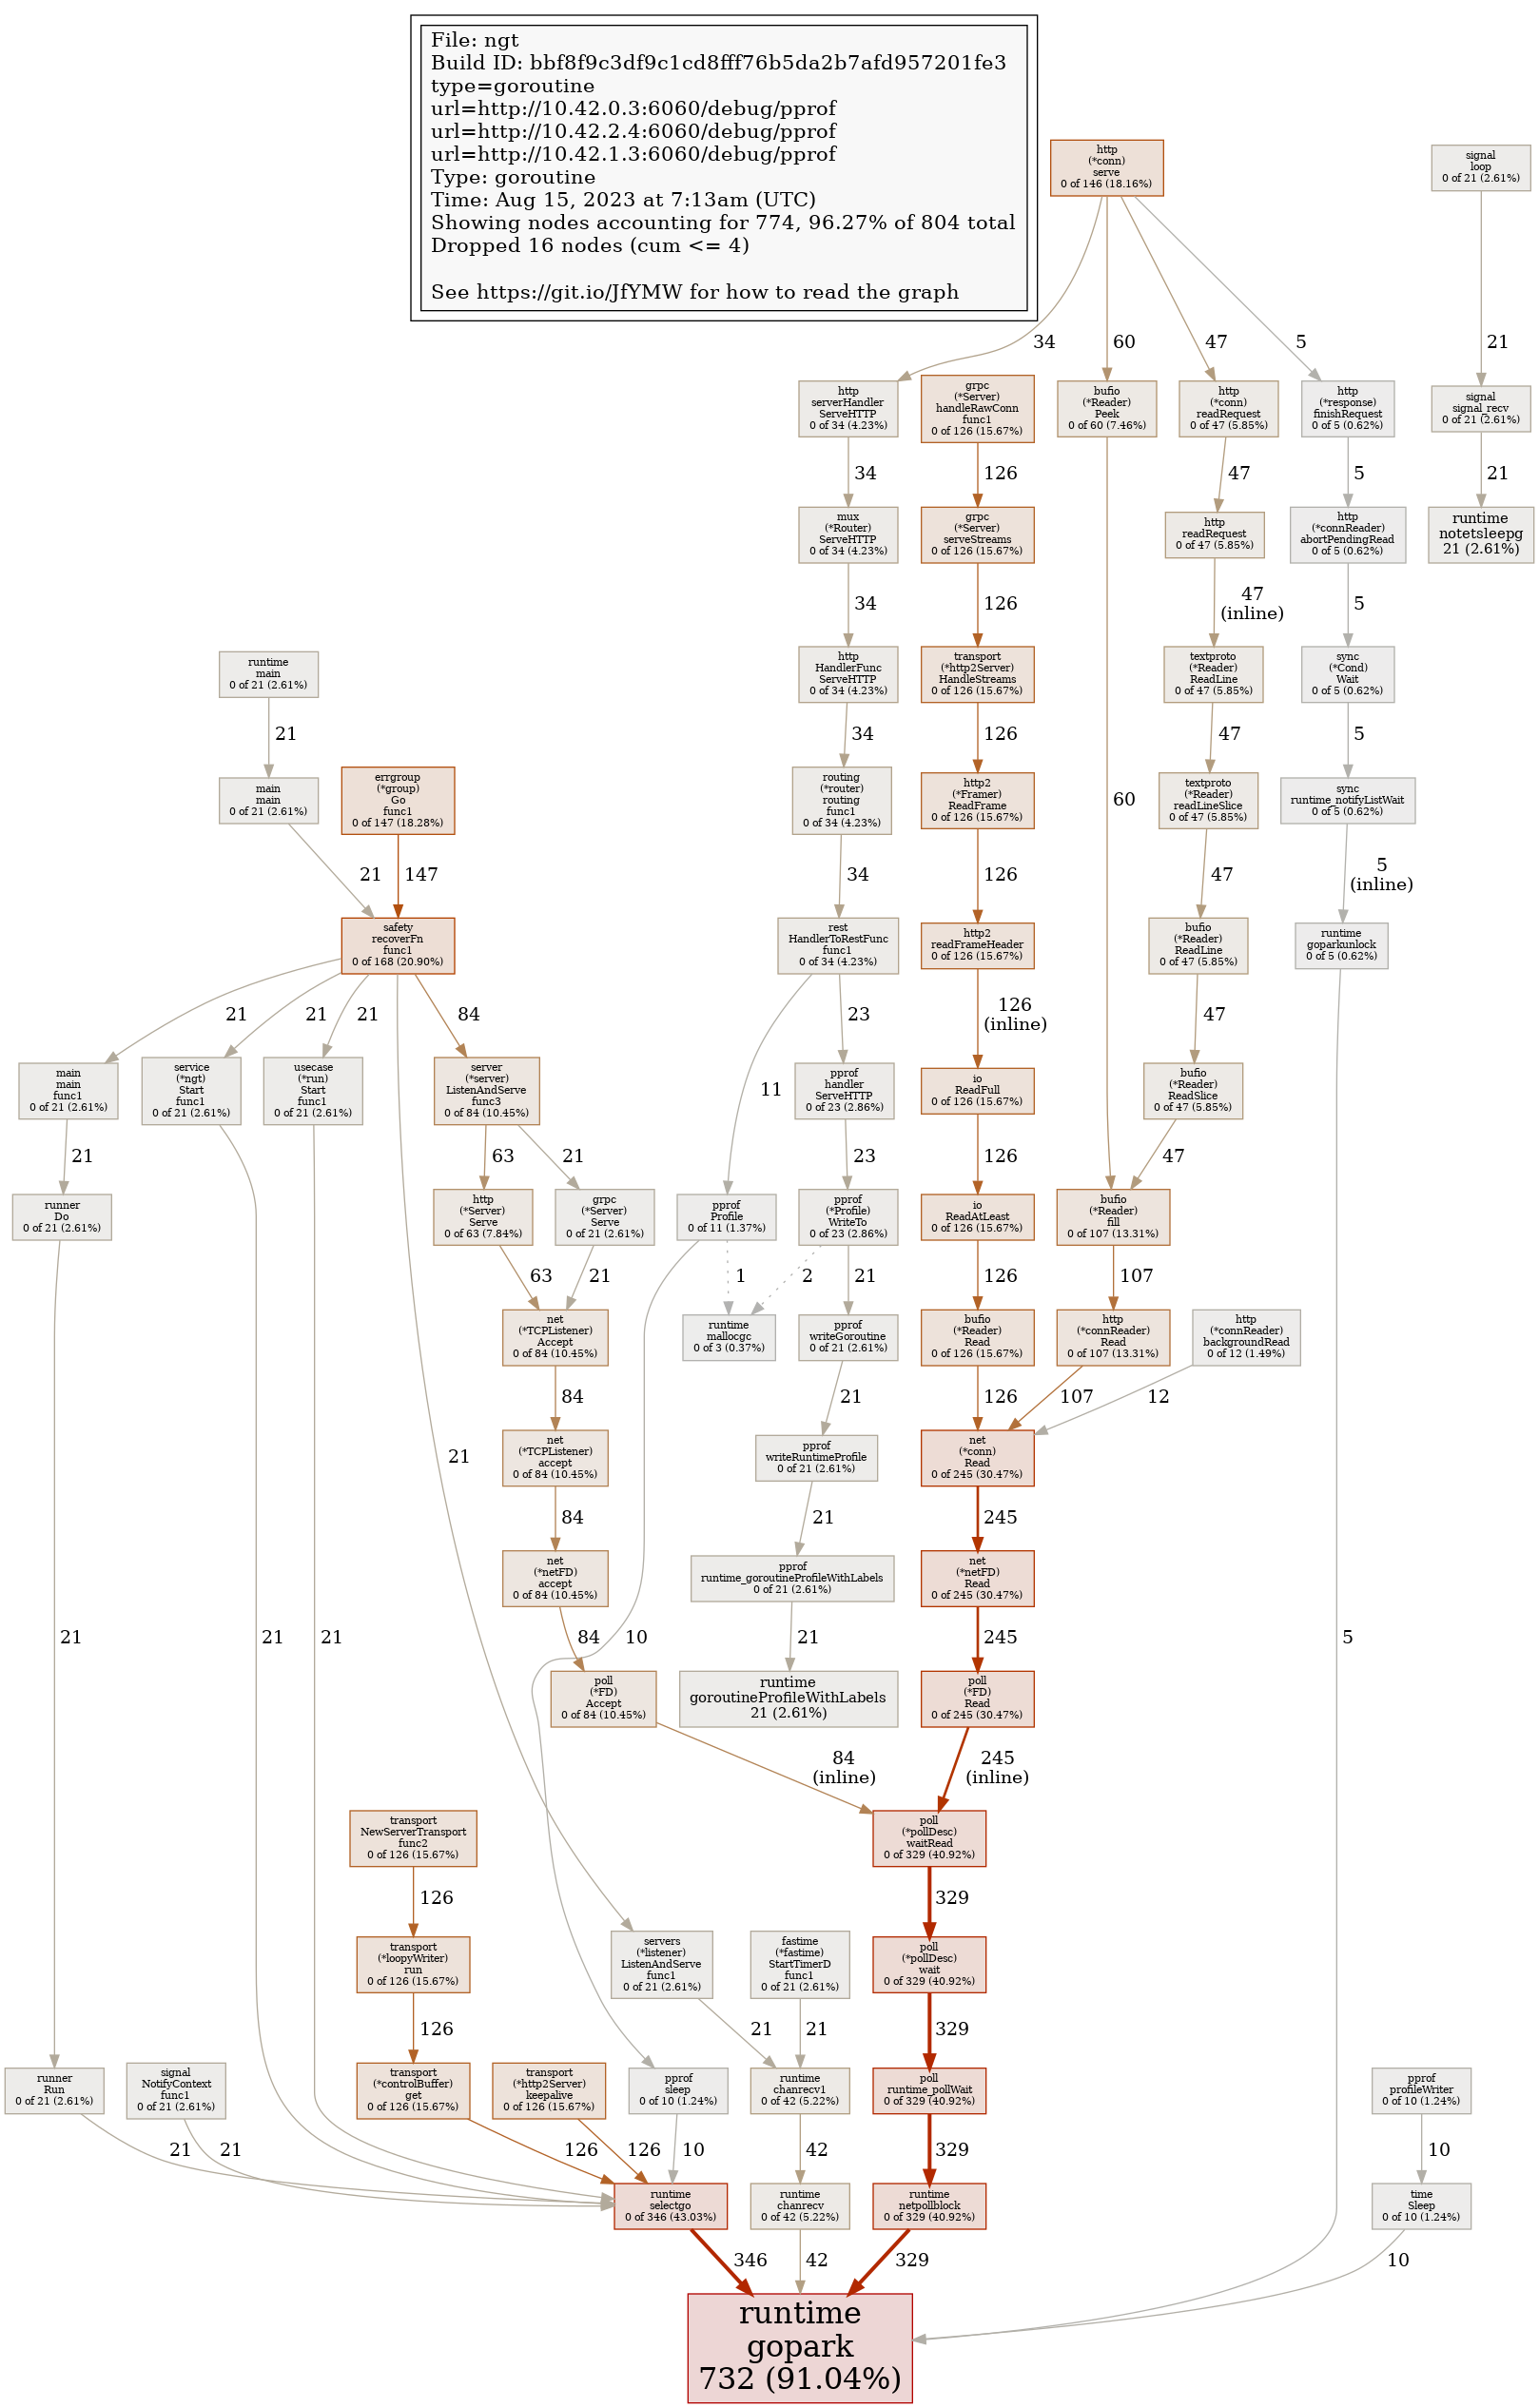 File: ngt
Build ID: bbf8f9c3df9c1cd8fff76b5da2b7afd957201fe3
type=goroutine
url=http://10.42.0.3:6060/debug/pprof
url=http://10.42.2.4:6060/debug/pprof
url=http://10.42.1.3:6060/debug/pprof
Type: goroutine
Time: Aug 15, 2023 at 7:13am (UTC)
Showing nodes accounting for 774, 96.27% of 804 total
Dropped 16 nodes (cum <= 4)
See https://git.io/JfYMW for how to read the graph
http
(*conn)
serve
0 of 146 (18.16%)
signal
loop
0 of 21 (2.61%)
34
60
47
5
21
http
serverHandler
ServeHTTP
0 of 34 (4.23%)
grpc
(*Server)
handleRawConn
func1
0 of 126 (15.67%)
bufio
(*Reader)
Peek
0 of 60 (7.46%)
http
(*conn)
readRequest
0 of 47 (5.85%)
http
(*response)
finishRequest
0 of 5 (0.62%)
signal
signal_recv
0 of 21 (2.61%)
34
126
47
5
21
mux
(*Router)
ServeHTTP
0 of 34 (4.23%)
grpc
(*Server)
serveStreams
0 of 126 (15.67%)
http
readRequest
0 of 47 (5.85%)
http
(*connReader)
abortPendingRead
0 of 5 (0.62%)
runtime
notetsleepg
21 (2.61%)
34
126
47
(inline)
5
runtime
main
0 of 21 (2.61%)
http
HandlerFunc
ServeHTTP
0 of 34 (4.23%)
transport
(*http2Server)
HandleStreams
0 of 126 (15.67%)
textproto
(*Reader)
ReadLine
0 of 47 (5.85%)
sync
(*Cond)
Wait
0 of 5 (0.62%)
21
34
126
47
5
main
main
0 of 21 (2.61%)
errgroup
(*group)
Go
func1
0 of 147 (18.28%)
routing
(*router)
routing
func1
0 of 34 (4.23%)
http2
(*Framer)
ReadFrame
0 of 126 (15.67%)
60
textproto
(*Reader)
readLineSlice
0 of 47 (5.85%)
sync
runtime_notifyListWait
0 of 5 (0.62%)
21
147
34
126
47
5
(inline)
safety
recoverFn
func1
0 of 168 (20.90%)
rest
HandlerToRestFunc
func1
0 of 34 (4.23%)
http2
readFrameHeader
0 of 126 (15.67%)
bufio
(*Reader)
ReadLine
0 of 47 (5.85%)
runtime
goparkunlock
0 of 5 (0.62%)
21
21
21
84
23
126
(inline)
47
main
main
func1
0 of 21 (2.61%)
service
(*ngt)
Start
func1
0 of 21 (2.61%)
usecase
(*run)
Start
func1
0 of 21 (2.61%)
server
(*server)
ListenAndServe
func3
0 of 84 (10.45%)
11
pprof
handler
ServeHTTP
0 of 23 (2.86%)
io
ReadFull
0 of 126 (15.67%)
bufio
(*Reader)
ReadSlice
0 of 47 (5.85%)
21
63
21
23
126
47
runner
Do
0 of 21 (2.61%)
http
(*Server)
Serve
0 of 63 (7.84%)
grpc
(*Server)
Serve
0 of 21 (2.61%)
pprof
Profile
0 of 11 (1.37%)
pprof
(*Profile)
WriteTo
0 of 23 (2.86%)
io
ReadAtLeast
0 of 126 (15.67%)
bufio
(*Reader)
fill
0 of 107 (13.31%)
63
21
1
2
21
126
107
net
(*TCPListener)
Accept
0 of 84 (10.45%)
runtime
mallocgc
0 of 3 (0.37%)
pprof
writeGoroutine
0 of 21 (2.61%)
bufio
(*Reader)
Read
0 of 126 (15.67%)
http
(*connReader)
Read
0 of 107 (13.31%)
http
(*connReader)
backgroundRead
0 of 12 (1.49%)
84
21
126
107
12
21
net
(*TCPListener)
accept
0 of 84 (10.45%)
pprof
writeRuntimeProfile
0 of 21 (2.61%)
net
(*conn)
Read
0 of 245 (30.47%)
84
21
245
net
(*netFD)
accept
0 of 84 (10.45%)
pprof
runtime_goroutineProfileWithLabels
0 of 21 (2.61%)
net
(*netFD)
Read
0 of 245 (30.47%)
21
21
21
84
10
21
245
5
poll
(*FD)
Accept
0 of 84 (10.45%)
runtime
goroutineProfileWithLabels
21 (2.61%)
poll
(*FD)
Read
0 of 245 (30.47%)
84
(inline)
245
(inline)
transport
NewServerTransport
func2
0 of 126 (15.67%)
poll
(*pollDesc)
waitRead
0 of 329 (40.92%)
126
329
transport
(*loopyWriter)
run
0 of 126 (15.67%)
servers
(*listener)
ListenAndServe
func1
0 of 21 (2.61%)
fastime
(*fastime)
StartTimerD
func1
0 of 21 (2.61%)
poll
(*pollDesc)
wait
0 of 329 (40.92%)
126
21
21
329
runner
Run
0 of 21 (2.61%)
signal
NotifyContext
func1
0 of 21 (2.61%)
transport
(*controlBuffer)
get
0 of 126 (15.67%)
transport
(*http2Server)
keepalive
0 of 126 (15.67%)
pprof
sleep
0 of 10 (1.24%)
runtime
chanrecv1
0 of 42 (5.22%)
poll
runtime_pollWait
0 of 329 (40.92%)
pprof
profileWriter
0 of 10 (1.24%)
21
21
126
126
10
42
329
10
runtime
selectgo
0 of 346 (43.03%)
runtime
chanrecv
0 of 42 (5.22%)
runtime
netpollblock
0 of 329 (40.92%)
time
Sleep
0 of 10 (1.24%)
346
42
329
10
runtime
gopark
732 (91.04%)